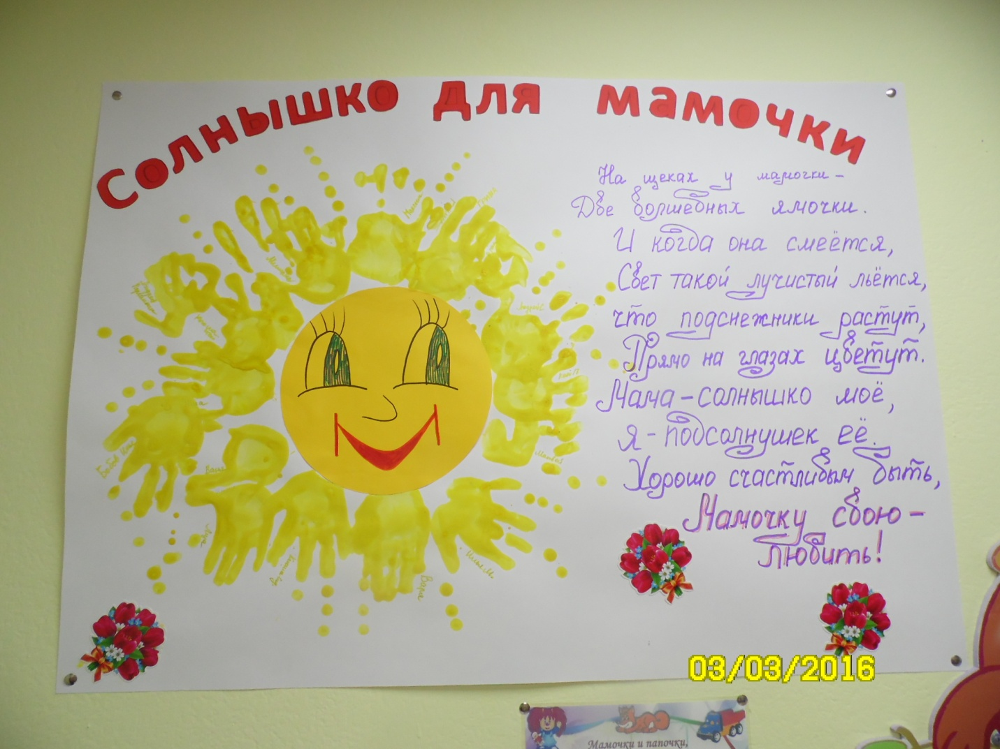 Солнышко для мамочки
На щеках у мамочки -
Две волшебных ямочки.
И когда она смеётся,
Свет такой лучистый льётся,
что подснежники растут,
Прямо на глазах цветут.
Мама - солнышко моё,
я - подсолнушек её.
Хорошо счастливым быть,
Мамочку свою -
Любить!
Варя
Илья М.
03/03/2016
Мамочки и папочки,